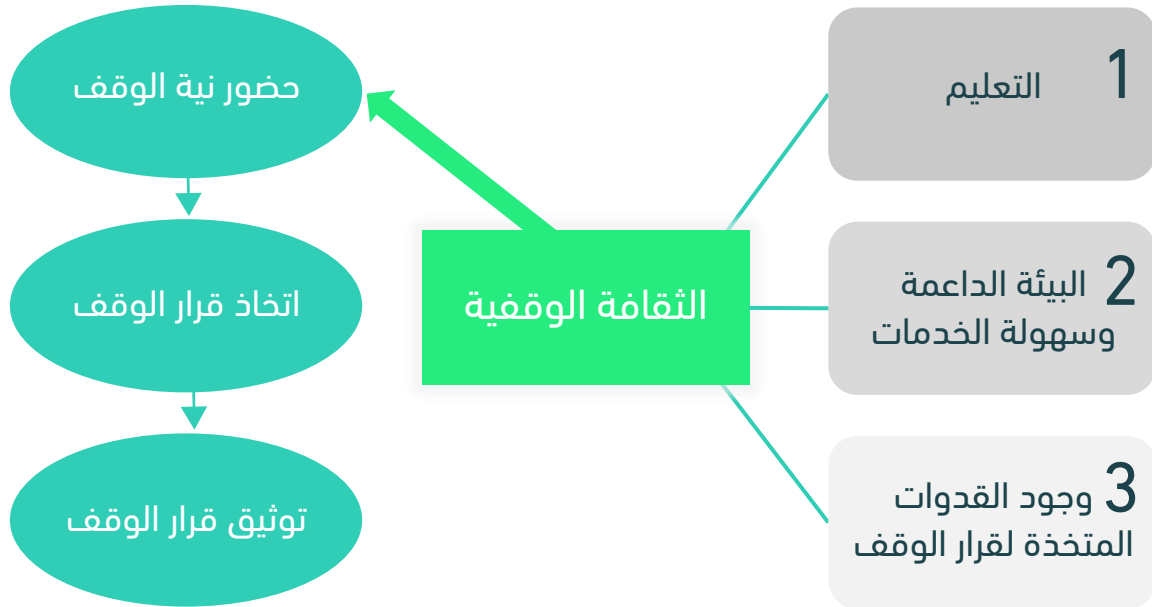 1 التعليم
2 البيئة الداعمة
وسهولة الخدمات
3 وجود القدوات
المتخذة لقرار الوقف
الثقافة الوقفية
حضور نية الوقف
اتخاذ قرار الوقف
توثيق قرار الوقف